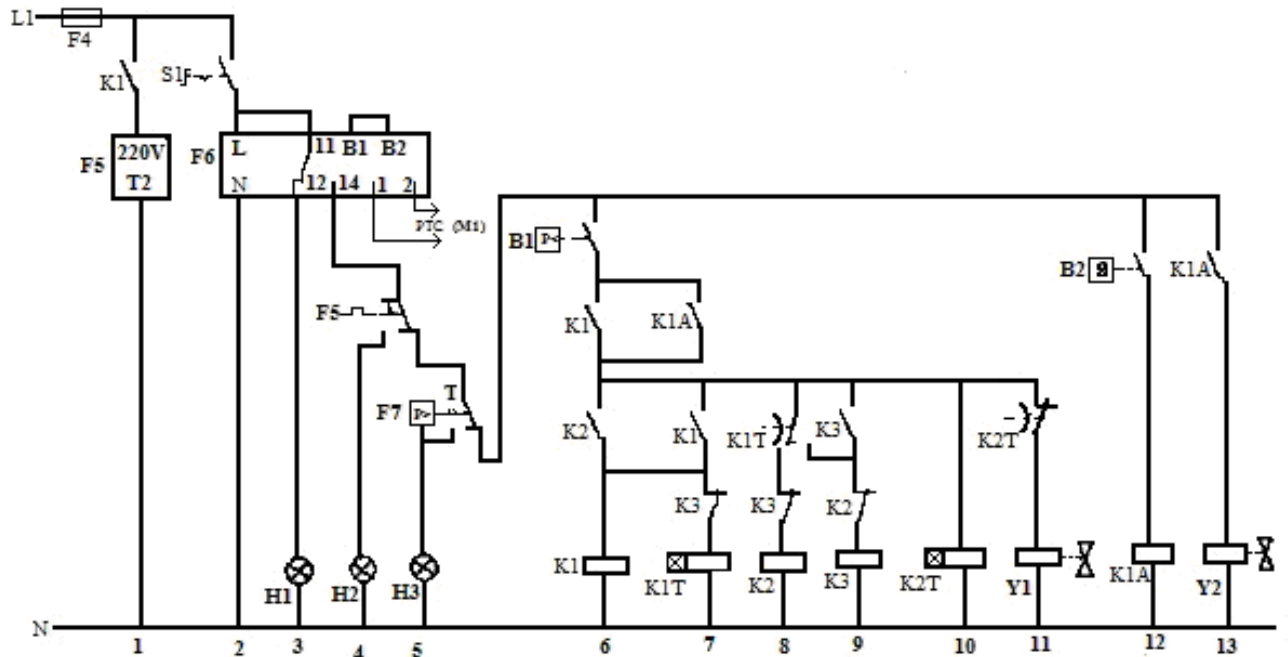 L1
F4
K1
S1
F5
220V
T2
F6
L
11
B1
B2
N
12
14
1
2
PTC (M1)
B1
P<
B2
K1A
F5
K1
K1A
T
F7
P>
K2
K1
K1T
K3
K2T
K3
K3
K2
K1
K1T
K2
K3
K2T
Y1
K1A
Y2
H1
H2
H3
N
1
2
3
4
5
6
7
8
9
10
11
12
13